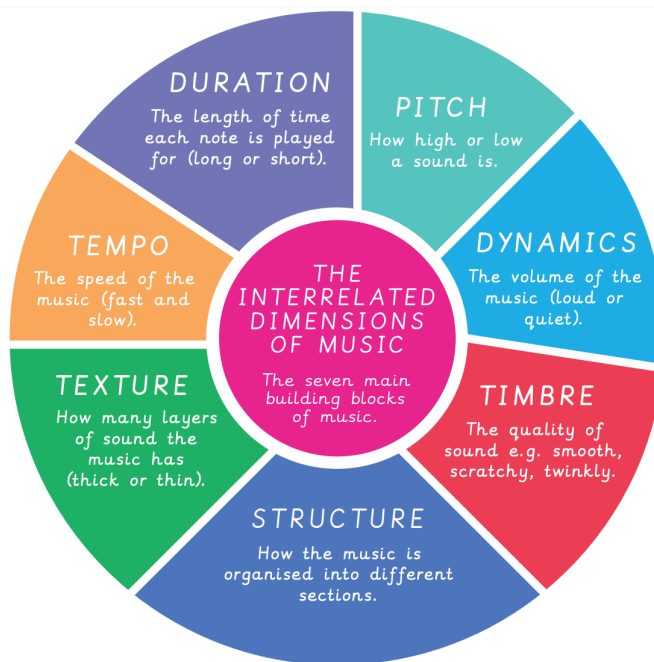 DURATION
The length of time
each note is played
for (long or short).
PITCH
How high or low
a sound is.
DYNAMICS
The volume of the
music (loud or
quiet).
TIMBRE
The quality of
sound e.g. smooth,
scratchy, twinkly.
STRUCTURE
How the music is
organised into different
sections.
TEXTURE
How many layers
of sound the
music has
(thick or thin).
TEMPO
The speed of the
music (fast and
slow).
THE
INTERRELATED
DIMENSIONS
OF MUSIC
The seven main
building blocks
of music.